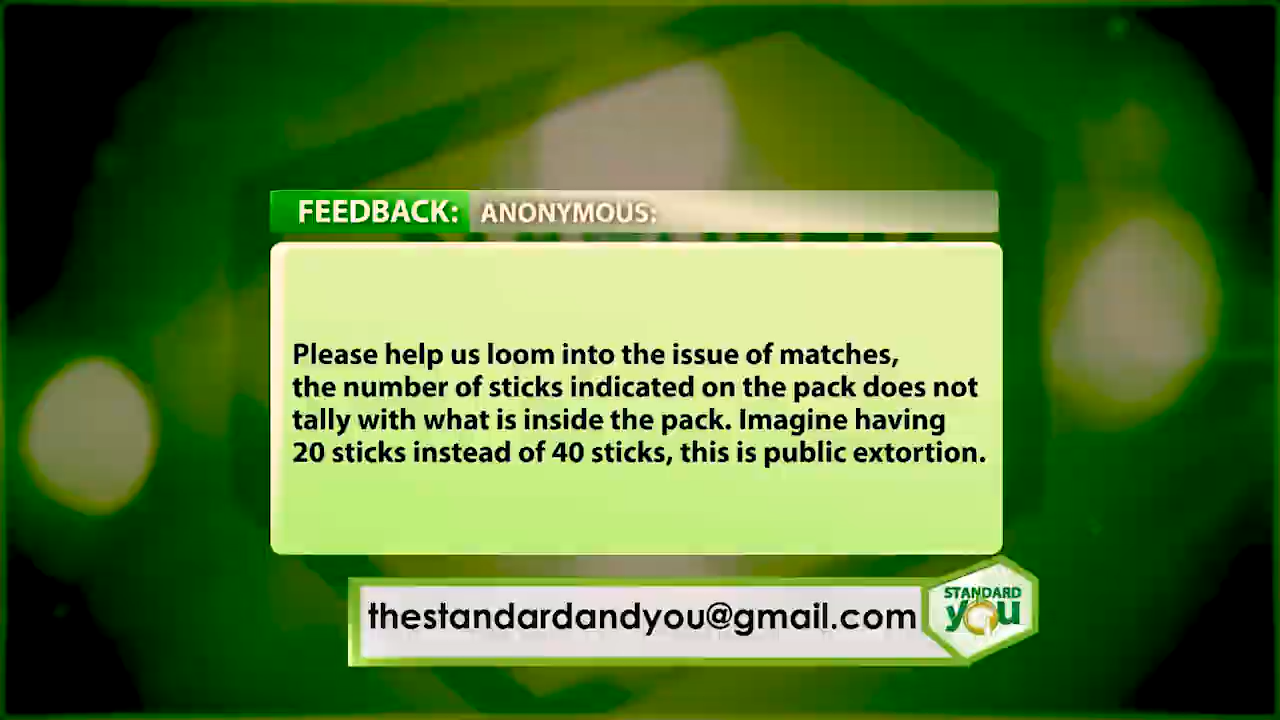 FEEDBACK: ANONYMOUS:
Please help us loom into the issue of matches,
the number of sticks indicated on the pack does not
tally with what is inside the pack. Imagine having
20 sticks instead of 40 sticks, this is public extortion.
thestandardandyou@gmail.com
STANDARD
yOu